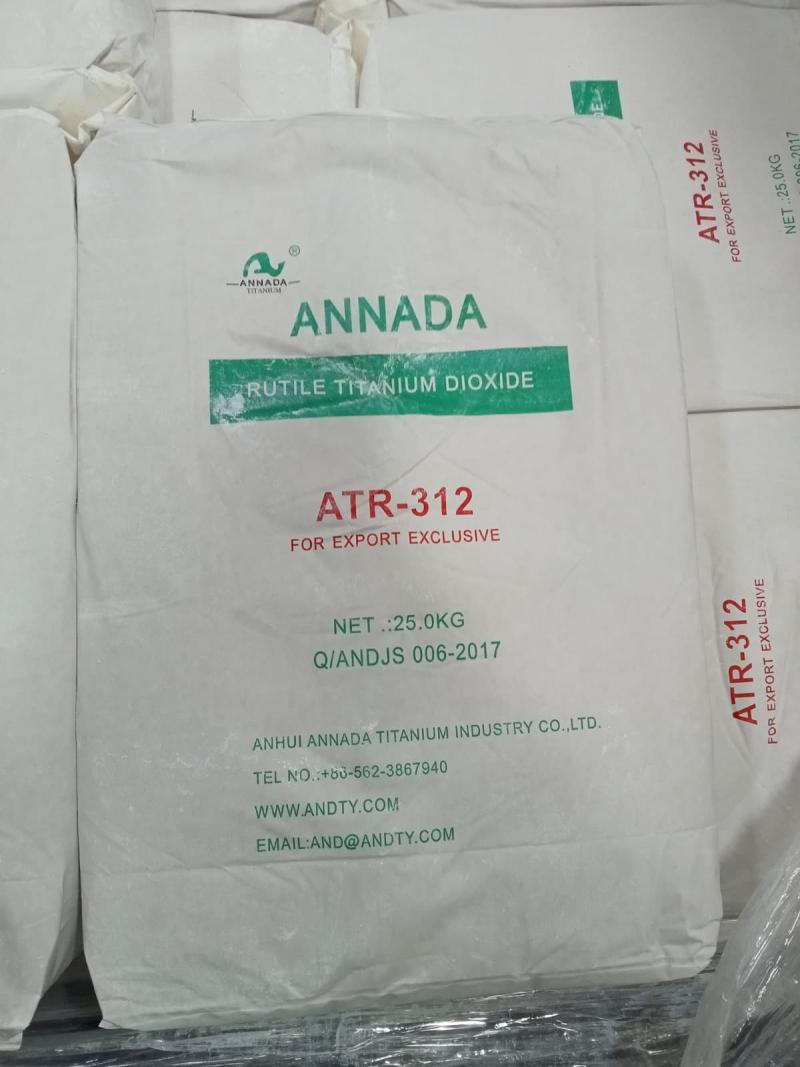 ®
ANNADA
TITANIUM
ANNADA
RUTILE TITANIUM DIOXIDE
ATR-312
FOR EXPORT EXCLUSIVE
NET .:25.0KG
Q/ANDJS 006-2017
ANHUI ANNADA TITANIUM INDUSTRY CO.,LTD.
TEL NO.:+86-562-3867940
WWW.ANDTY.COM
EMAIL:AND@ANDTY.COM
ATR-312
FOR EXPORT EXCLUSIVE
NET .:25.0KG
ATR-312
FOR EXPORT EXCLUSIVE